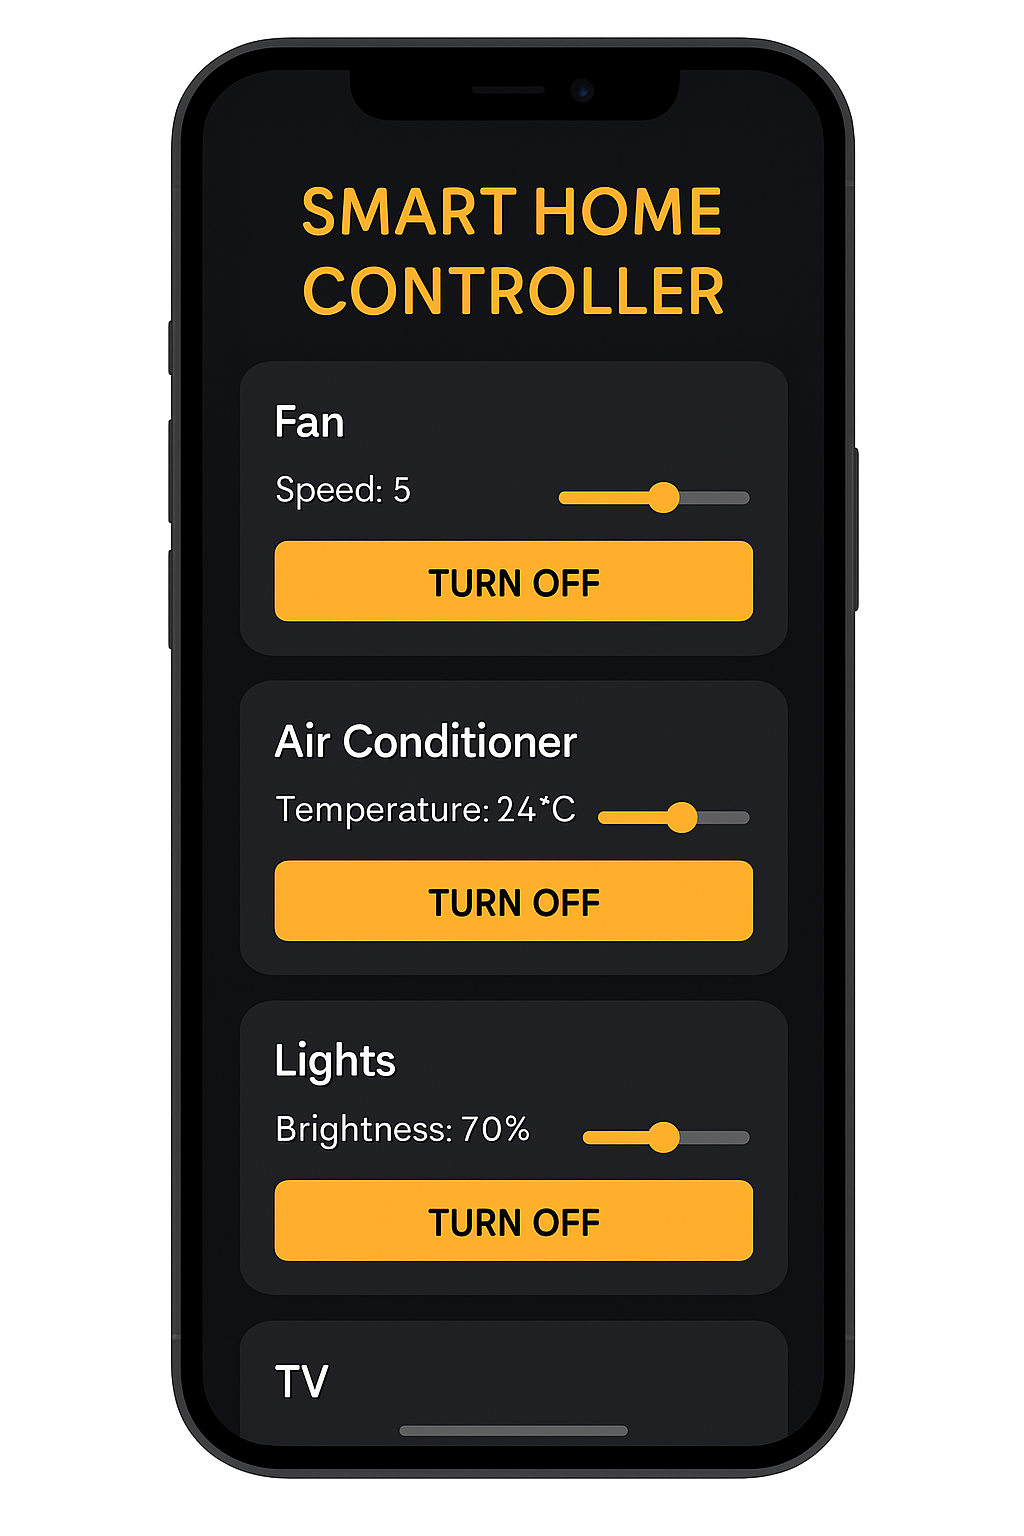 SMART HOME
CONTROLLER
Fan
Speed: 5
TURN OFF
Air Conditioner
Temperature: 24*C
TURN OFF
Lights
Brightness: 70%
TURN OFF
TV